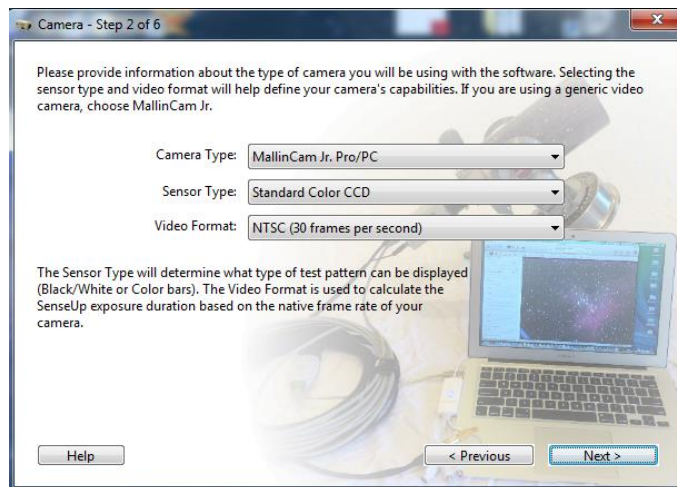 Camera - Step 2 of 6
Please provide information about the type of camera you will be using with the software. Selecting the
sensor type and video format will help define your camera's capabilities. If you are using a generic video
camera, choose MallinCam Jr.
Camera Type: MallinCam Jr. Pro/PC
Sensor Type: Standard Color CCD
Video Format: NTSC (30 frames per second)
The Sensor Type will determine what type of test pattern can be displayed
(Black/White or Color bars). The Video Format is used to calculate the
SenseUp exposure duration based on the native frame rate of your
camera.
Help < Previous Next >